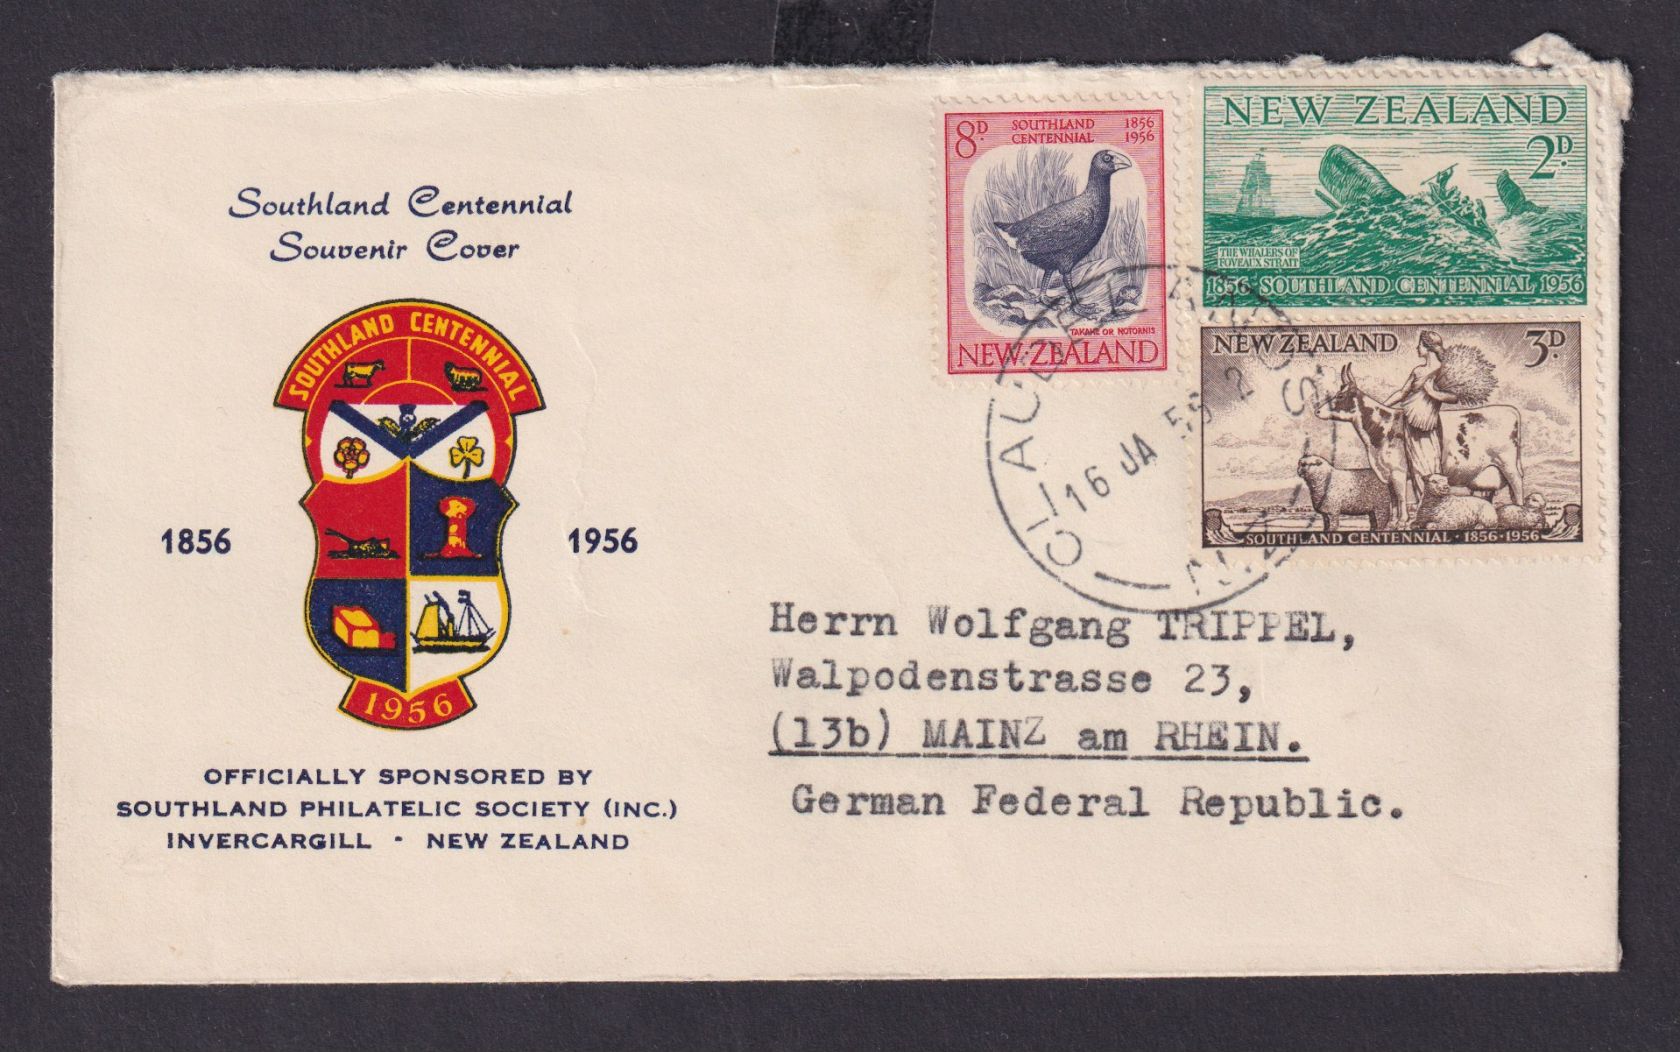 Southland Centennial
Souvenir Cover
SOUTHLAND CENTENNIAL
1856
1956
1956
OFFICIALLY SPONSORED BY
SOUTHLAND PHILATELIC SOCIETY (INC.)
INVERCARGILL - NEW ZEALAND
8D SOUTHLAND 1856
CENTENNIAL 1956
TAKAHE OR NOTORNIS
NEW ZEALAND
NEW ZEALAND
2D
THE WHALERS OF
FOVEAUX STRAIT
1856 SOUTHLAND CENTENNIAL 1956
NEW ZEALAND 3D
SOUTHLAND CENTENNIAL · 1856·1956
16 JA
N.Z.
Herrn Wolfgang TRIPPEL,
Walpodenstrasse 23,
(13b) MAINZ am RHEIN.
German Federal Republic.